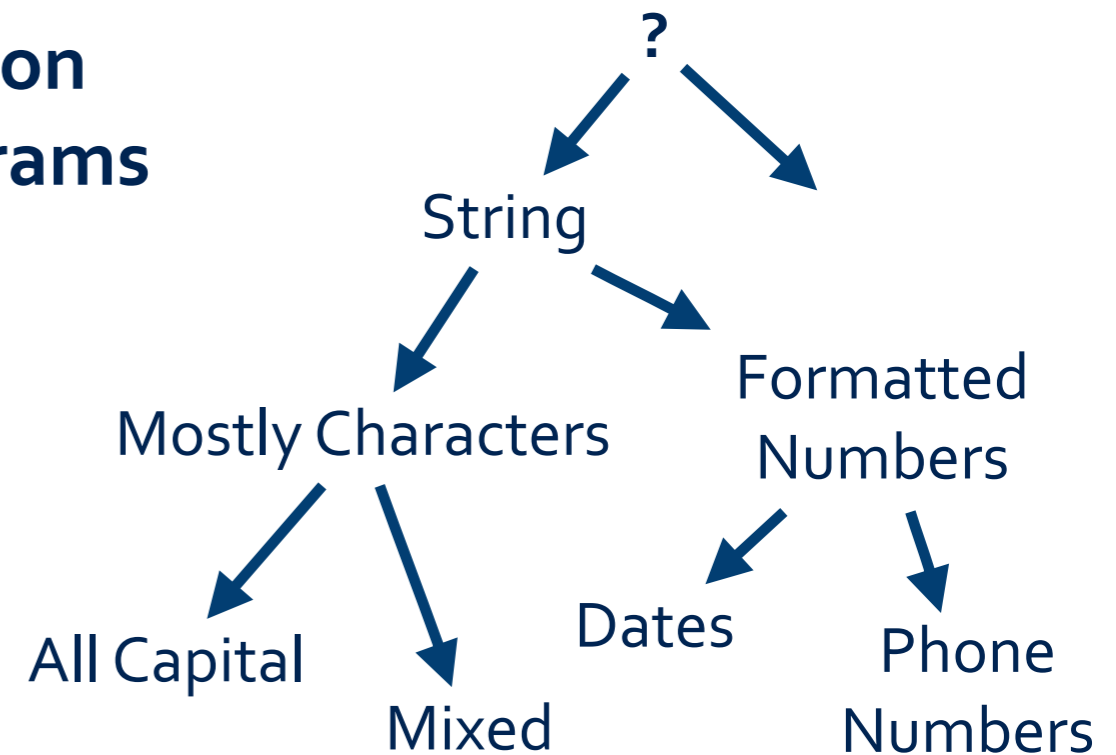 on
rams
?
String
Mostly Characters
Formatted
Numbers
All Capital
Mixed
Dates
Phone
Numbers